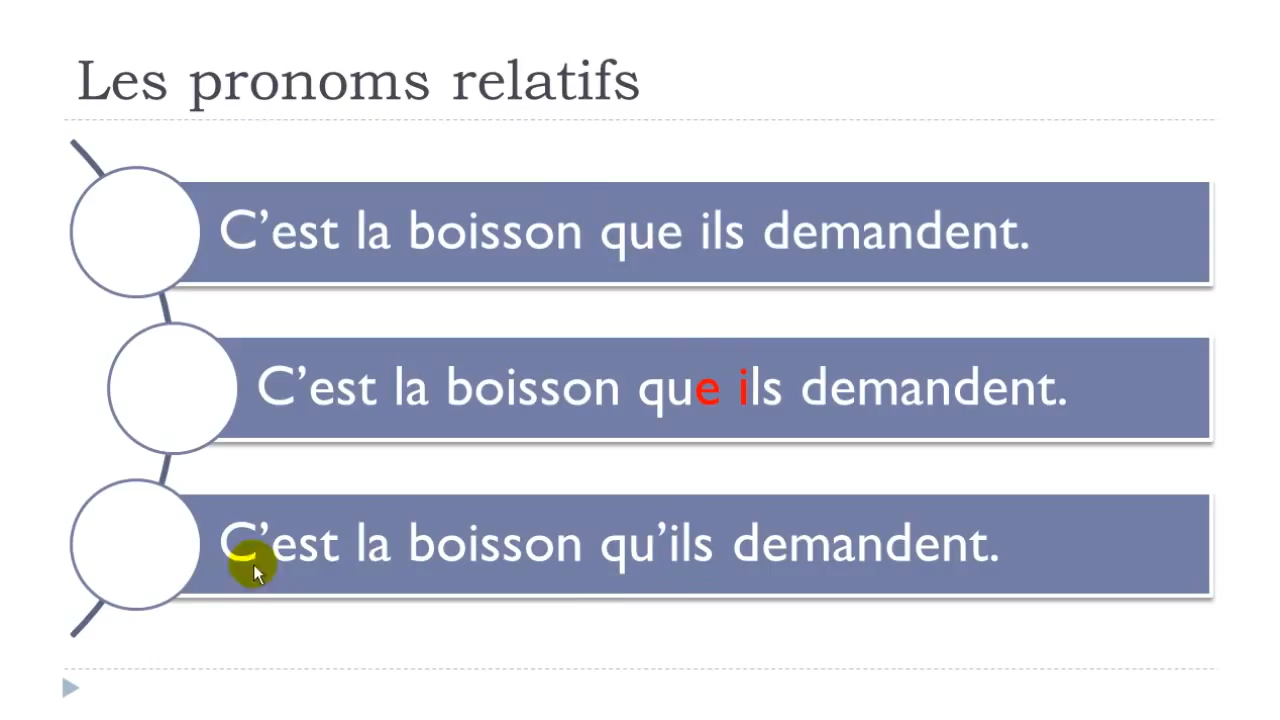 Les pronoms relatifs
C’est la boisson que ils demandent.
C’est la boisson que ils demandent.
C’est la boisson qu’ils demandent.